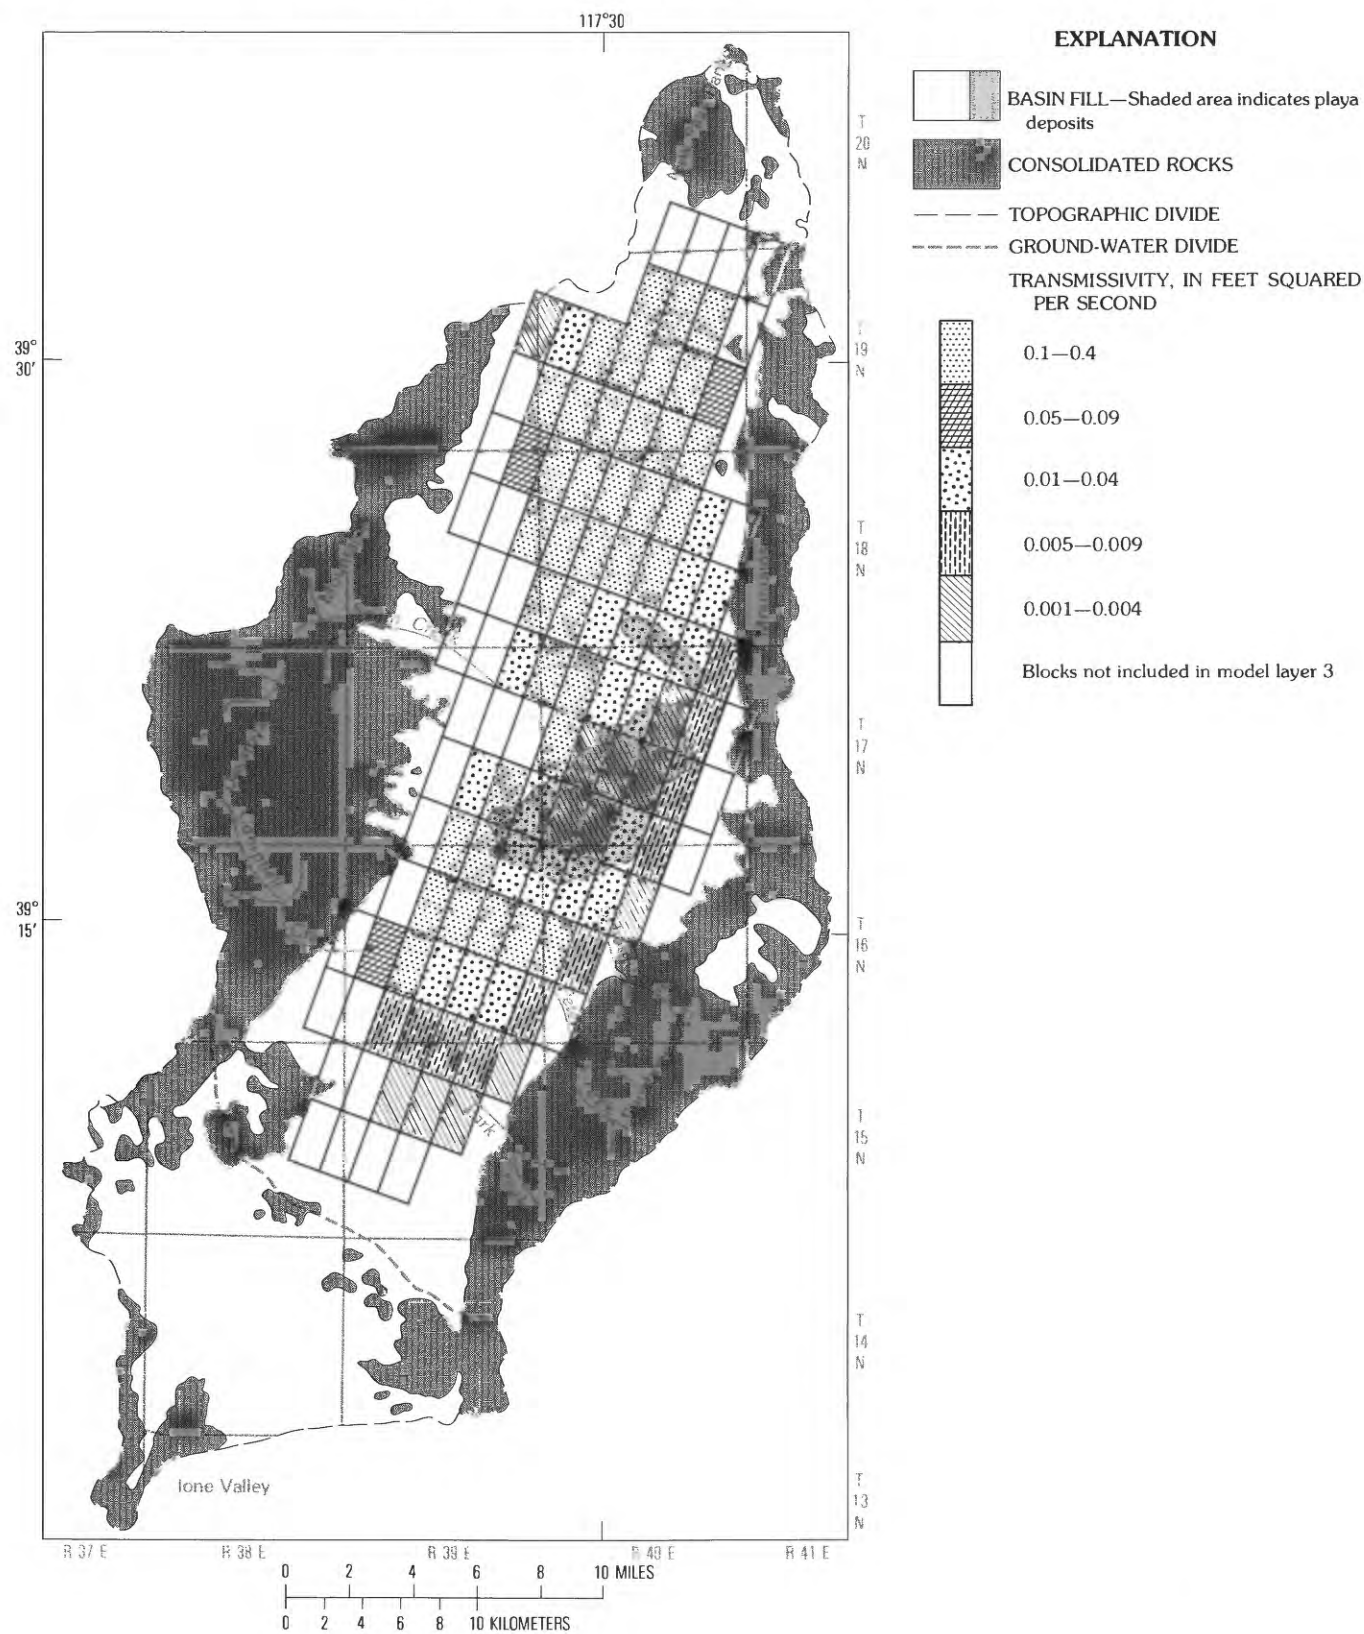 117°30
EXPLANATION
BASIN FILL—Shaded area indicates playa
deposits
CONSOLIDATED ROCKS
TOPOGRAPHIC DIVIDE
GROUND-WATER DIVIDE
TRANSMISSIVITY, IN FEET SQUARED
PER SECOND
0.1—0.4
0.05—0.09
0.01—0.04
0.005—0.009
0.001—0.004
Blocks not included in model layer 3
T
20
N
39°
30'
T
19
N
T
18
N
T
17
N
39°
15'
T
16
N
T
15
N
T
14
N
T
13
N
Ione Valley
R 37 E
R 38 E
R 39 E
R 40 E
R 41 E
0 2 4 6 8 10 MILES
0 2 4 6 8 10 KILOMETERS